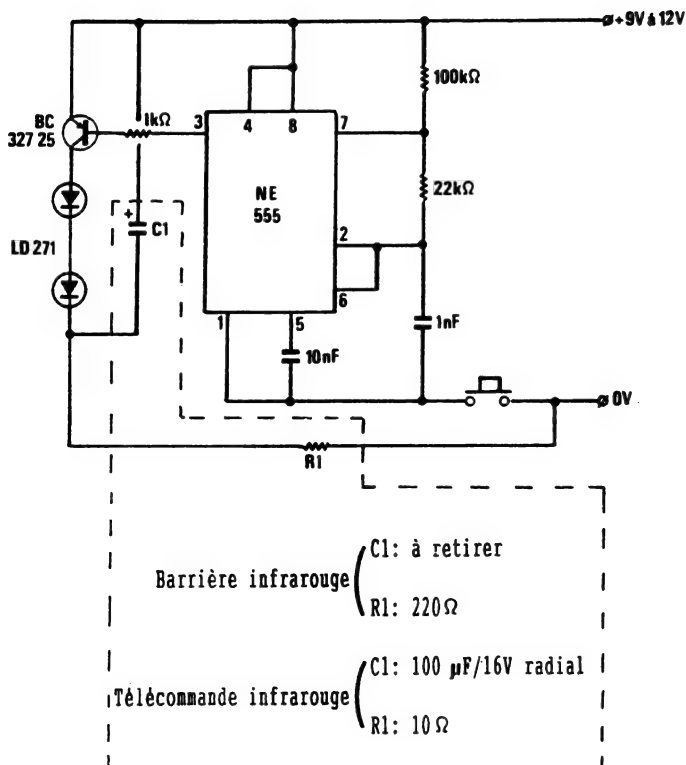 +9V à 12V
100kΩ
BC
327 25
1kΩ
3
4
8
7
NE
555
22kΩ
+
C1
2
LD 271
6
1
5
1nF
10nF
0V
R1
C1: à retirer
Barrière infrarouge
R1: 220Ω
C1: 100 µF/16V radial
Télécommande infrarouge
R1: 10Ω